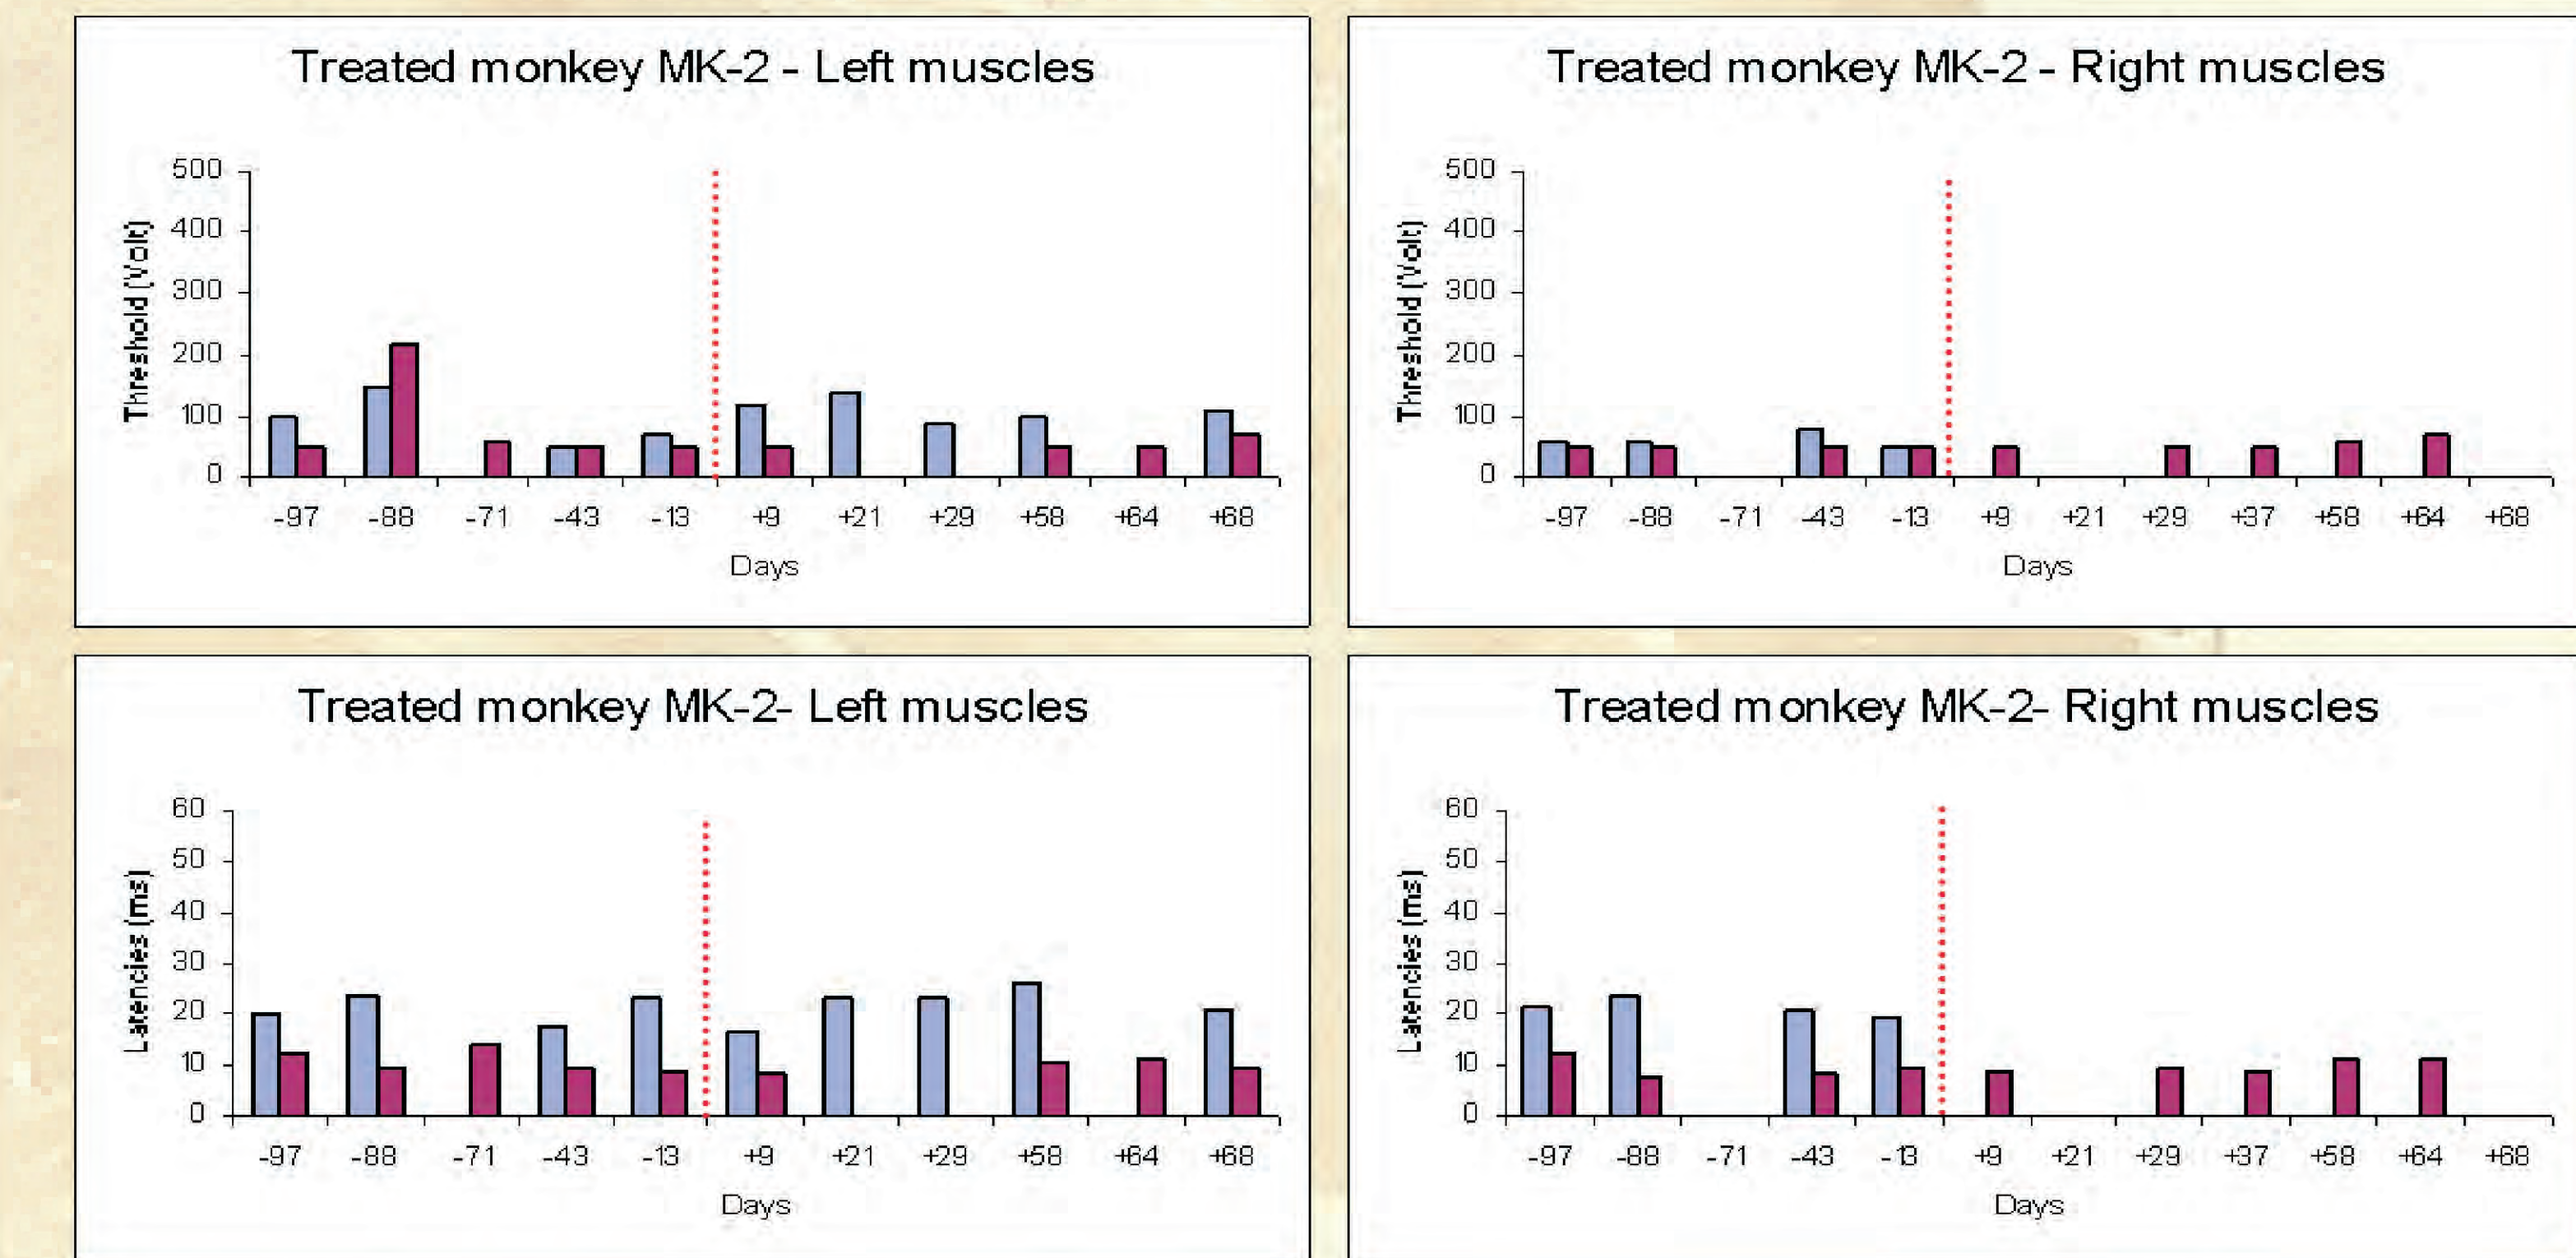 Treated monkey MK-2 - Left muscles
Threshold (Volt)
500
400
300
200
100
0
-97 -88 -71 -43 -13 +9 +21 +29 +58 +64 +68
Days
Treated monkey MK-2 - Right muscles
Threshold (Volt)
500
400
300
200
100
0
-97 -88 -71 -43 -13 +9 +21 +29 +37 +58 +64 +68
Days
Treated monkey MK-2- Left muscles
Latencies (ms)
60
50
40
30
20
10
0
-97 -88 -71 -43 -13 +9 +21 +29 +58 +64 +68
Days
Treated monkey MK-2- Right muscles
Latencies (ms)
60
50
40
30
20
10
0
-97 -88 -71 -43 -13 +9 +21 +29 +37 +58 +64 +68
Days